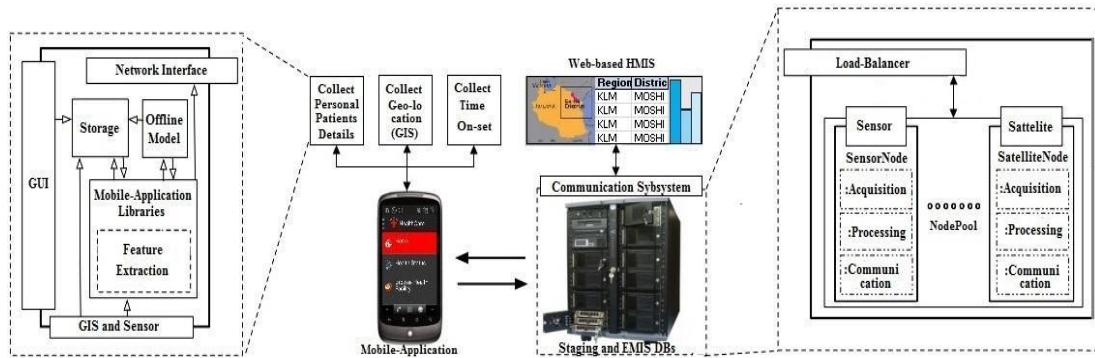 Network Interface
GUI
Storage
Offline
Model
Mobile-Application
Libraries
Feature
Extraction
GIS and Sensor
Collect
Personal
Patients
Details
Collect
Geo-lo
cation
(GIS)
Collect
Time
On-set
HealthCare
Mobile-Application
Web-based HMIS
Region Distric
KLM MOSHI
KLM MOSHI
KLM MOSHI
KLM MOSHI
Communication Sybsystem
Staging and EMIS DBs
Load-Balancer
Sensor
SensorNode
:Acquisition
:Processing
:Communi
cation
NodePool
Sattelite
SatelliteNode
:Acquisition
:Processing
:Communi
cation